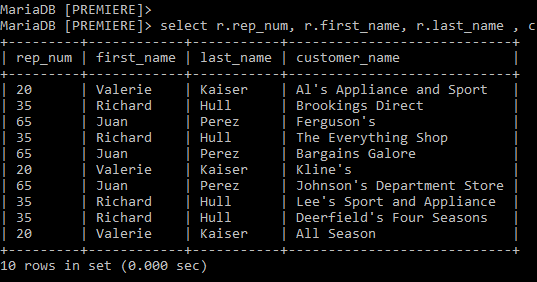 MariaDB [PREMIERE]>
MariaDB [PREMIERE]> select r.rep_num, r.first_name, r.last_name , c
+---------+------------+-----------+---------------------------+
| rep_num | first_name | last_name | customer_name             |
+---------+------------+-----------+---------------------------+
| 20      | Valerie    | Kaiser    | Al's Appliance and Sport  |
| 35      | Richard    | Hull      | Brookings Direct          |
| 65      | Juan       | Perez     | Ferguson's                |
| 35      | Richard    | Hull      | The Everything Shop       |
| 65      | Juan       | Perez     | Bargains Galore           |
| 20      | Valerie    | Kaiser    | Kline's                   |
| 65      | Juan       | Perez     | Johnson's Department Store |
| 35      | Richard    | Hull      | Lee's Sport and Appliance |
| 35      | Richard    | Hull      | Deerfield's Four Seasons  |
| 20      | Valerie    | Kaiser    | All Season                |
+---------+------------+-----------+---------------------------+
10 rows in set (0.000 sec)